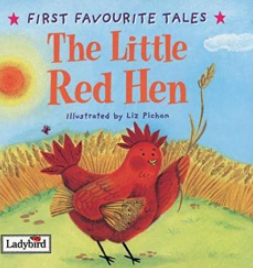 FIRST FAVOURITE TALES
The Little
Red Hen
Illustrated by Liz Pichon
Ladybird